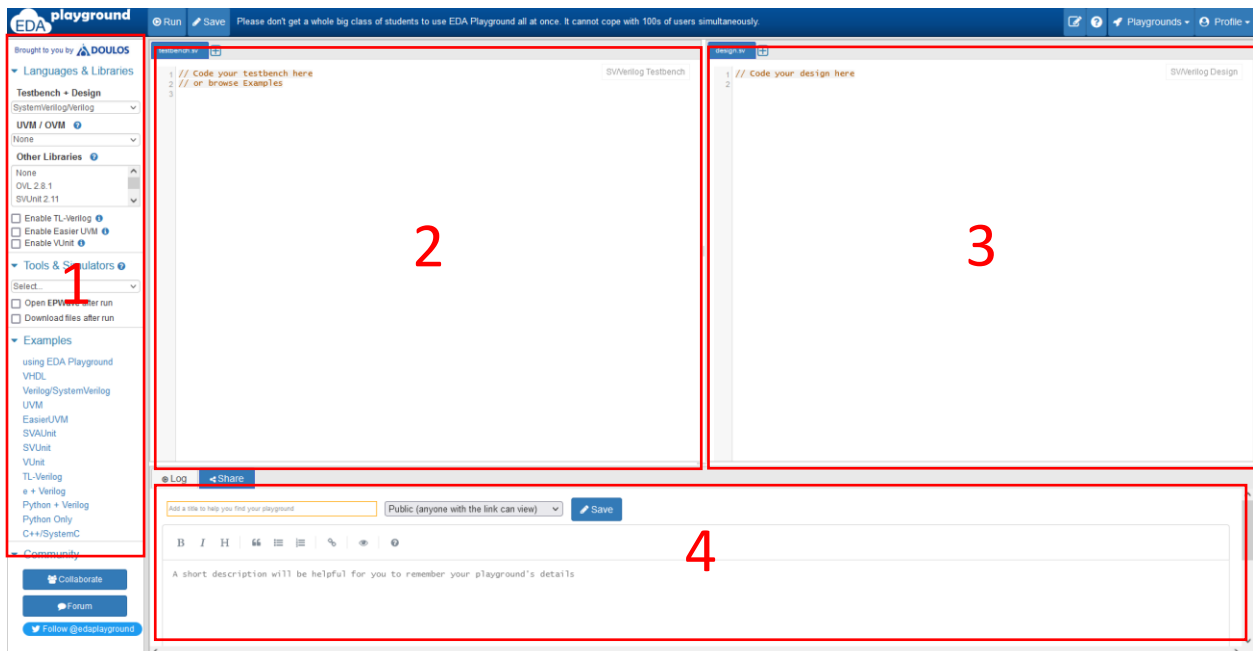 EDA playground
Run Save Please don't get a whole big class of students to use EDA Playground all at once. It cannot cope with 100s of users simultaneously. Playgrounds Profile
Brought to you by DOULOS
Languages & Libraries
Testbench + Design
SystemVerilog/Verilog
UVM / OVM
None
Other Libraries
None
OVL 2.8.1
SVUnit 2.11
Enable TL-Verilog
Enable Easier UVM
Enable VUnit
Tools & Simulators
Select...
Open EPWave after run
Download files after run
1
Examples
using EDA Playground
VHDL
Verilog/SystemVerilog
UVM
EasierUVM
SVAUnit
SVUnit
VUnit
TL-Verilog
e + Verilog
Python + Verilog
Python Only
C++/SystemC
Community
Collaborate
Forum
Follow @edaplayground
testbench.sv
SV/Verilog Testbench
1 // Code your testbench here
2 // or browse Examples
3
2
design.sv
SV/Verilog Design
1 // Code your design here
2
3
Log Share
Add a title to help you find your playground Public (anyone with the link can view) Save
B I H
A short description will be helpful for you to remember your playground's details
4